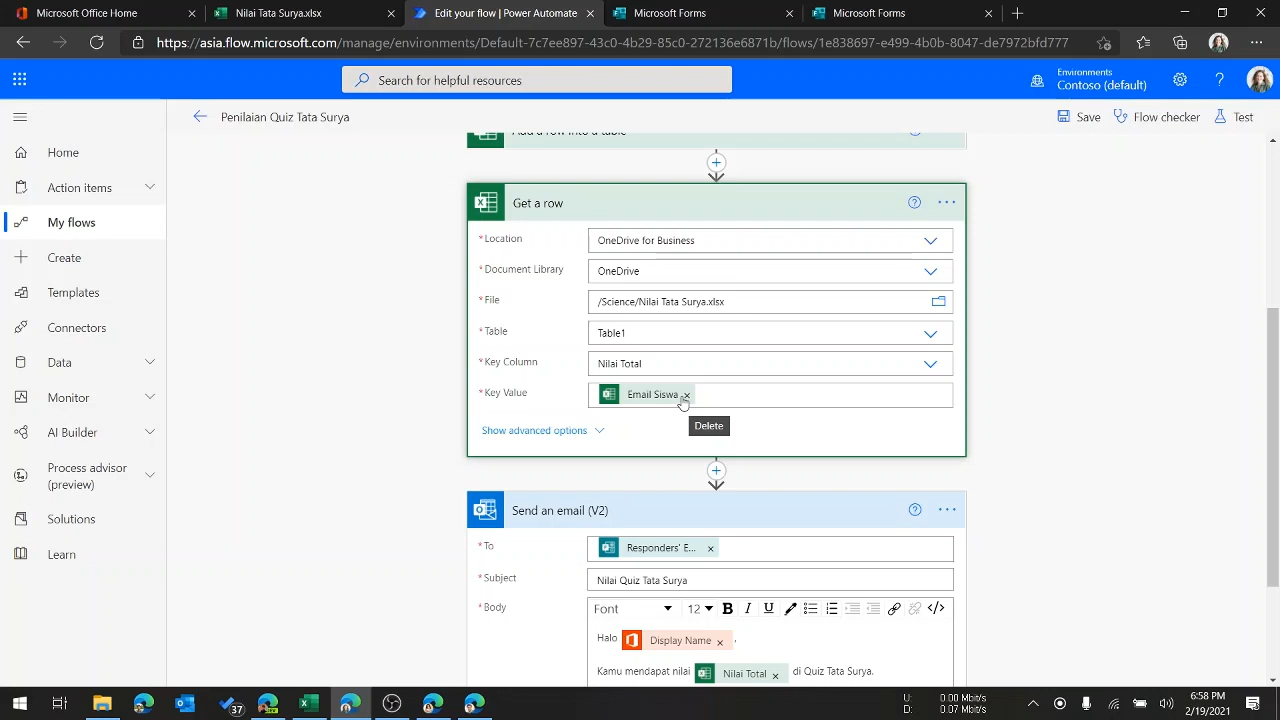 Microsoft Office Home
Nilai Tata Surya.xlsx
Edit your flow | Power Automate
Microsoft Forms
Microsoft Forms
https://asia.flow.microsoft.com/manage/environments/Default-7c7ee897-43c0-4b29-85c0-272136e6871b/flows/1e838697-e499-4b0b-8047-de7972bfd777
Search for helpful resources
Environments
Contoso (default)
Penilaian Quiz Tata Surya
Save
Flow checker
Test
Home
Action items
My flows
Create
Templates
Connectors
Data
Monitor
AI Builder
Process advisor
(preview)
Solutions
Learn
Add a row into a table
Get a row
*Location
OneDrive for Business
*Document Library
OneDrive
*File
/Science/Nilai Tata Surya.xlsx
*Table
Table1
*Key Column
Nilai Total
*Key Value
Email Siswa
Delete
Show advanced options
Send an email (V2)
*To
Responders' E...
*Subject
Nilai Quiz Tata Surya
*Body
Font 12 B I U
Halo Display Name ,
Kamu mendapat nilai Nilai Total di Quiz Tata Surya.
37
U: 0.00 Mbit/s
D: 0.07 Mbit/s
6:58 PM
2/19/2021